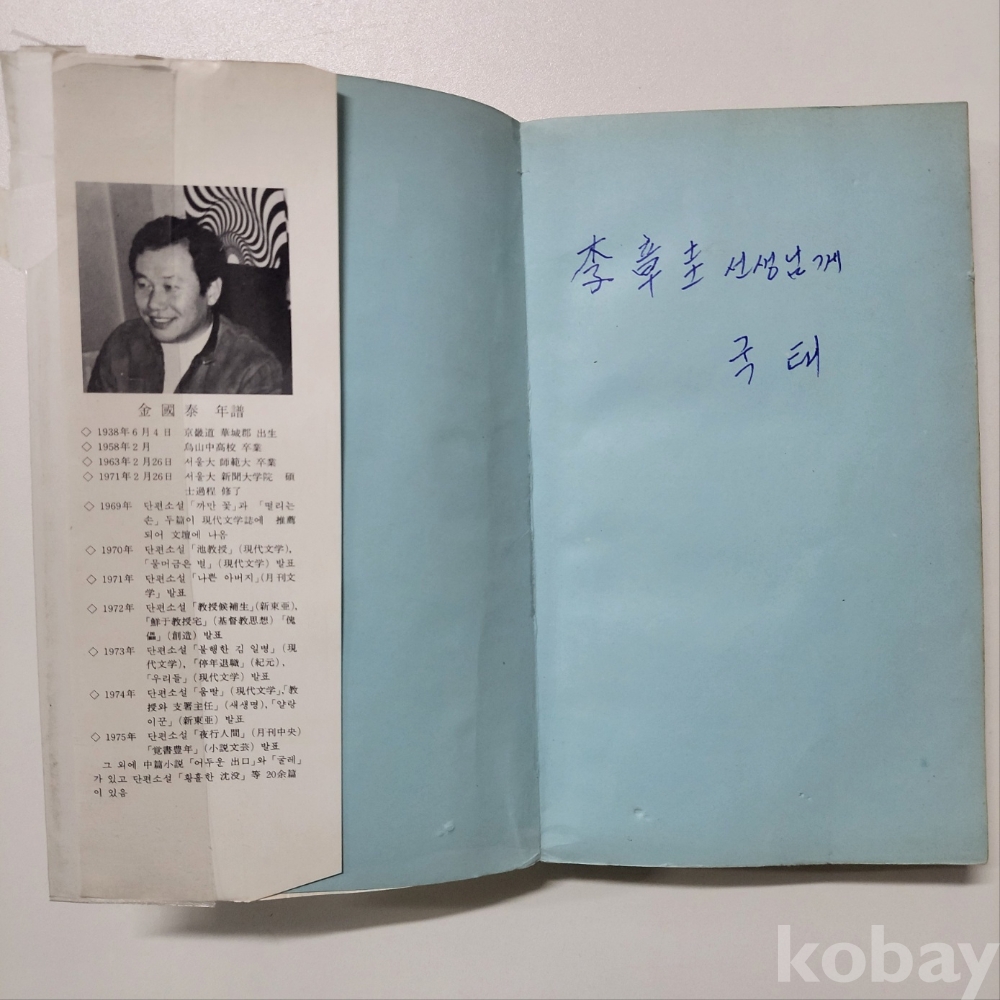 金國泰 年譜
◇ 1938年 6月 4日 京畿道 華城郡 出生
◇ 1958年 2月 烏山中高校 卒業
◇ 1963年 2月 26日 서울大 師範大 卒業
◇ 1971年 2月 26日 서울大 新聞大学院 碩
士過程 修了
◇ 1969年 단편소설「까만 꽃」과 「떨리는
손」두篇이 現代文学誌에 推薦
되어 文壇에 나옴
◇ 1970年 단편소설「池教授」(現代文学),
「물머금은 별」(現代文学) 발표
◇ 1971年 단편소설「나쁜 아버지」(月刊文
学」발표
◇ 1972年 단편소설「教授候補生」(新東亜),
「鮮于教授宅」(基督教思想)「傀
儡」(創造) 발표
◇ 1973年 단편소설「불행한 김 일병」(現
代文学),「停年退職」(紀元),
「우리들」(現代文学) 발표
◇ 1974年 단편소설「움딸」(現代文学),「教
授와 支署主任」(새생명),「알랑
이문」(新東亜) 발표
◇ 1975年 단편소설「夜行人間」(月刊中央)
「覚書豊年」(小説文芸) 발표
그 외에 中篇小説「어두운 出口」와「굴레」
가 있고 단편소설「황홀한 沈没」等 20余篇
이 있음
李章圭 선생님께
국태
kobay